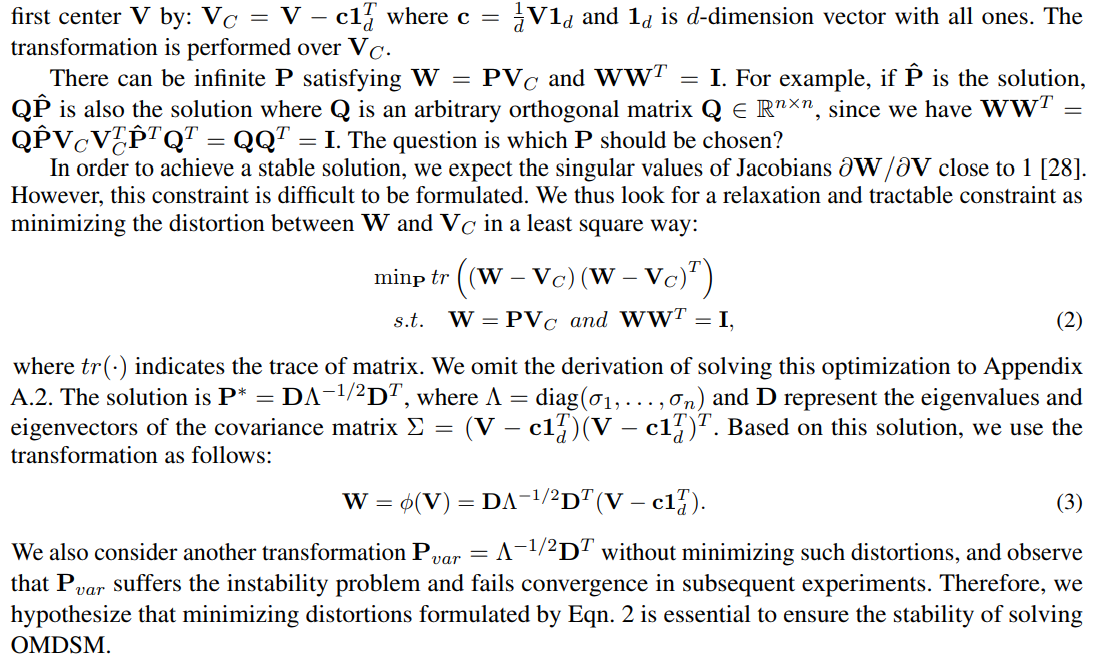 first center V by: V_C = V − c1_d^T where c = 1/d V1_d and 1_d is d-dimension vector with all ones. The
transformation is performed over V_C.
There can be infinite P satisfying W = PV_C and WW^T = I. For example, if P̂ is the solution,
QP̂ is also the solution where Q is an arbitrary orthogonal matrix Q ∈ ℝ^{n×n}, since we have WW^T =
QP̂V_CV_C^TP̂^TQ^T = QQ^T = I. The question is which P should be chosen?
In order to achieve a stable solution, we expect the singular values of Jacobians ∂W/∂V close to 1 [28].
However, this constraint is difficult to be formulated. We thus look for a relaxation and tractable constraint as
minimizing the distortion between W and V_C in a least square way:
min_P tr ((W − V_C) (W − V_C)^T)
s.t. W = PV_C and WW^T = I, (2)
where tr(·) indicates the trace of matrix. We omit the derivation of solving this optimization to Appendix
A.2. The solution is P* = DΛ^{−1/2}D^T, where Λ = diag(σ_1, . . . , σ_n) and D represent the eigenvalues and
eigenvectors of the covariance matrix Σ = (V − c1_d^T)(V − c1_d^T)^T. Based on this solution, we use the
transformation as follows:
W = ϕ(V) = DΛ^{−1/2}D^T(V − c1_d^T). (3)
We also consider another transformation P_var = Λ^{−1/2}D^T without minimizing such distortions, and observe
that P_var suffers the instability problem and fails convergence in subsequent experiments. Therefore, we
hypothesize that minimizing distortions formulated by Eqn. 2 is essential to ensure the stability of solving
OMDSM.